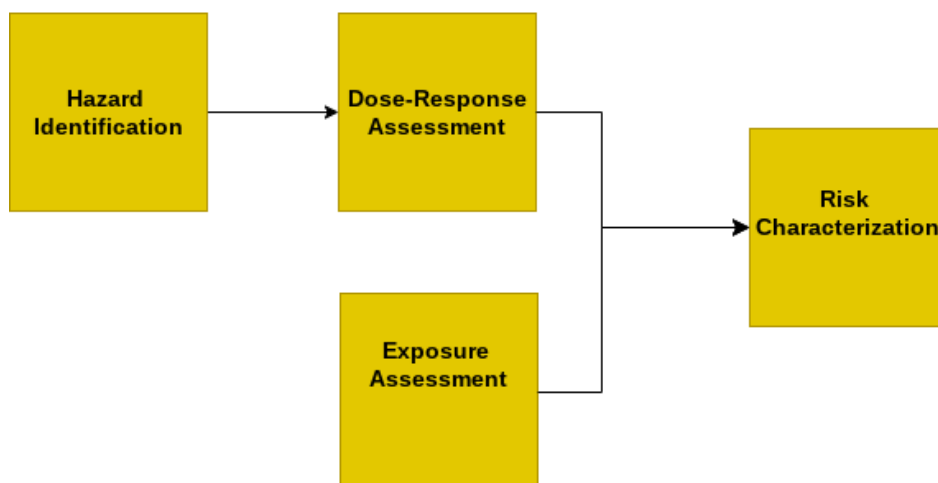 Hazard
Identification
Dose-Response
Assessment
Risk
Characterization
Exposure
Assessment